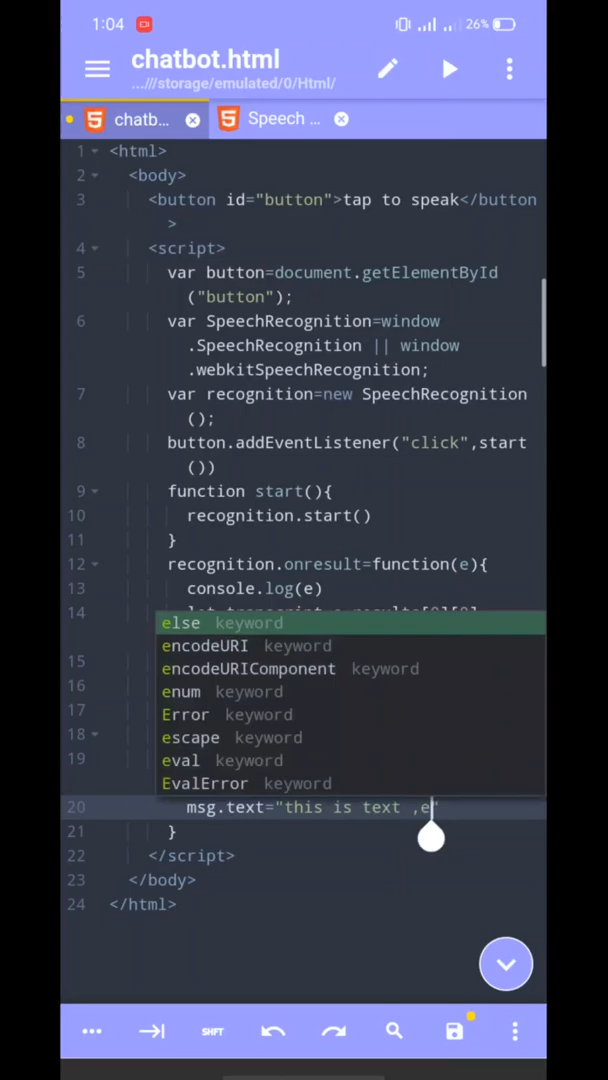 1:04 26%
chatbot.html
...///storage/emulated/0/Html/
chatb... Speech ...
1 <html>
2 <body>
3 <button id="button">tap to speak</button
>
4 <script>
5 var button=document.getElementById
("button");
6 var SpeechRecognition=window
.SpeechRecognition || window
.webkitSpeechRecognition;
7 var recognition=new SpeechRecognition
();
8 button.addEventListener("click",start
())
9 function start(){
10 recognition.start()
11 }
12 recognition.onresult=function(e){
13 console.log(e)
14
else keyword
encodeURI keyword
15
encodeURIComponent keyword
16
enum keyword
17
Error keyword
18
escape keyword
19
eval keyword
EvalError keyword
20 msg.text="this is text ,e"
21 }
22 </script>
23 </body>
24 </html>
SHFT